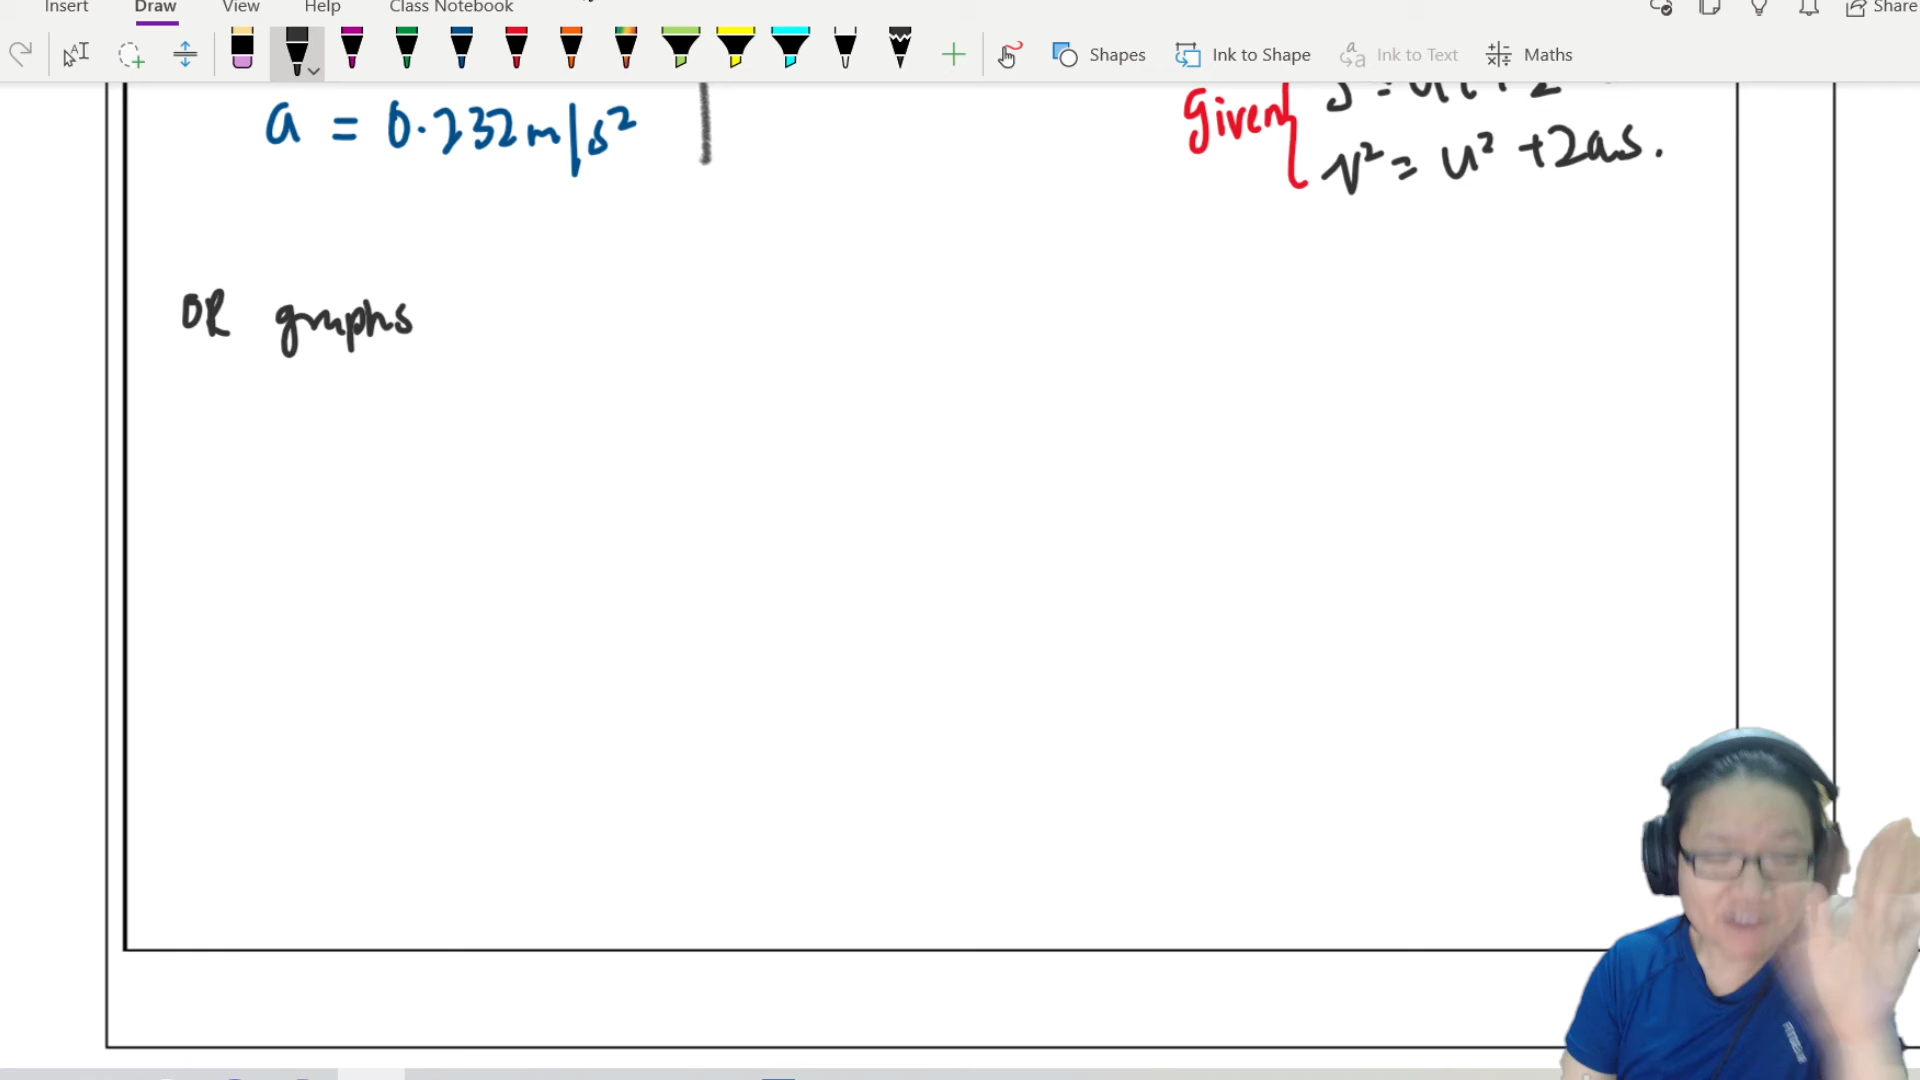 Insert Draw View Help Class Notebook Share
Shapes Ink to Shape Ink to Text Maths
a = 0.232 m/s²
Given
v² = u² + 2as.
OR graphs